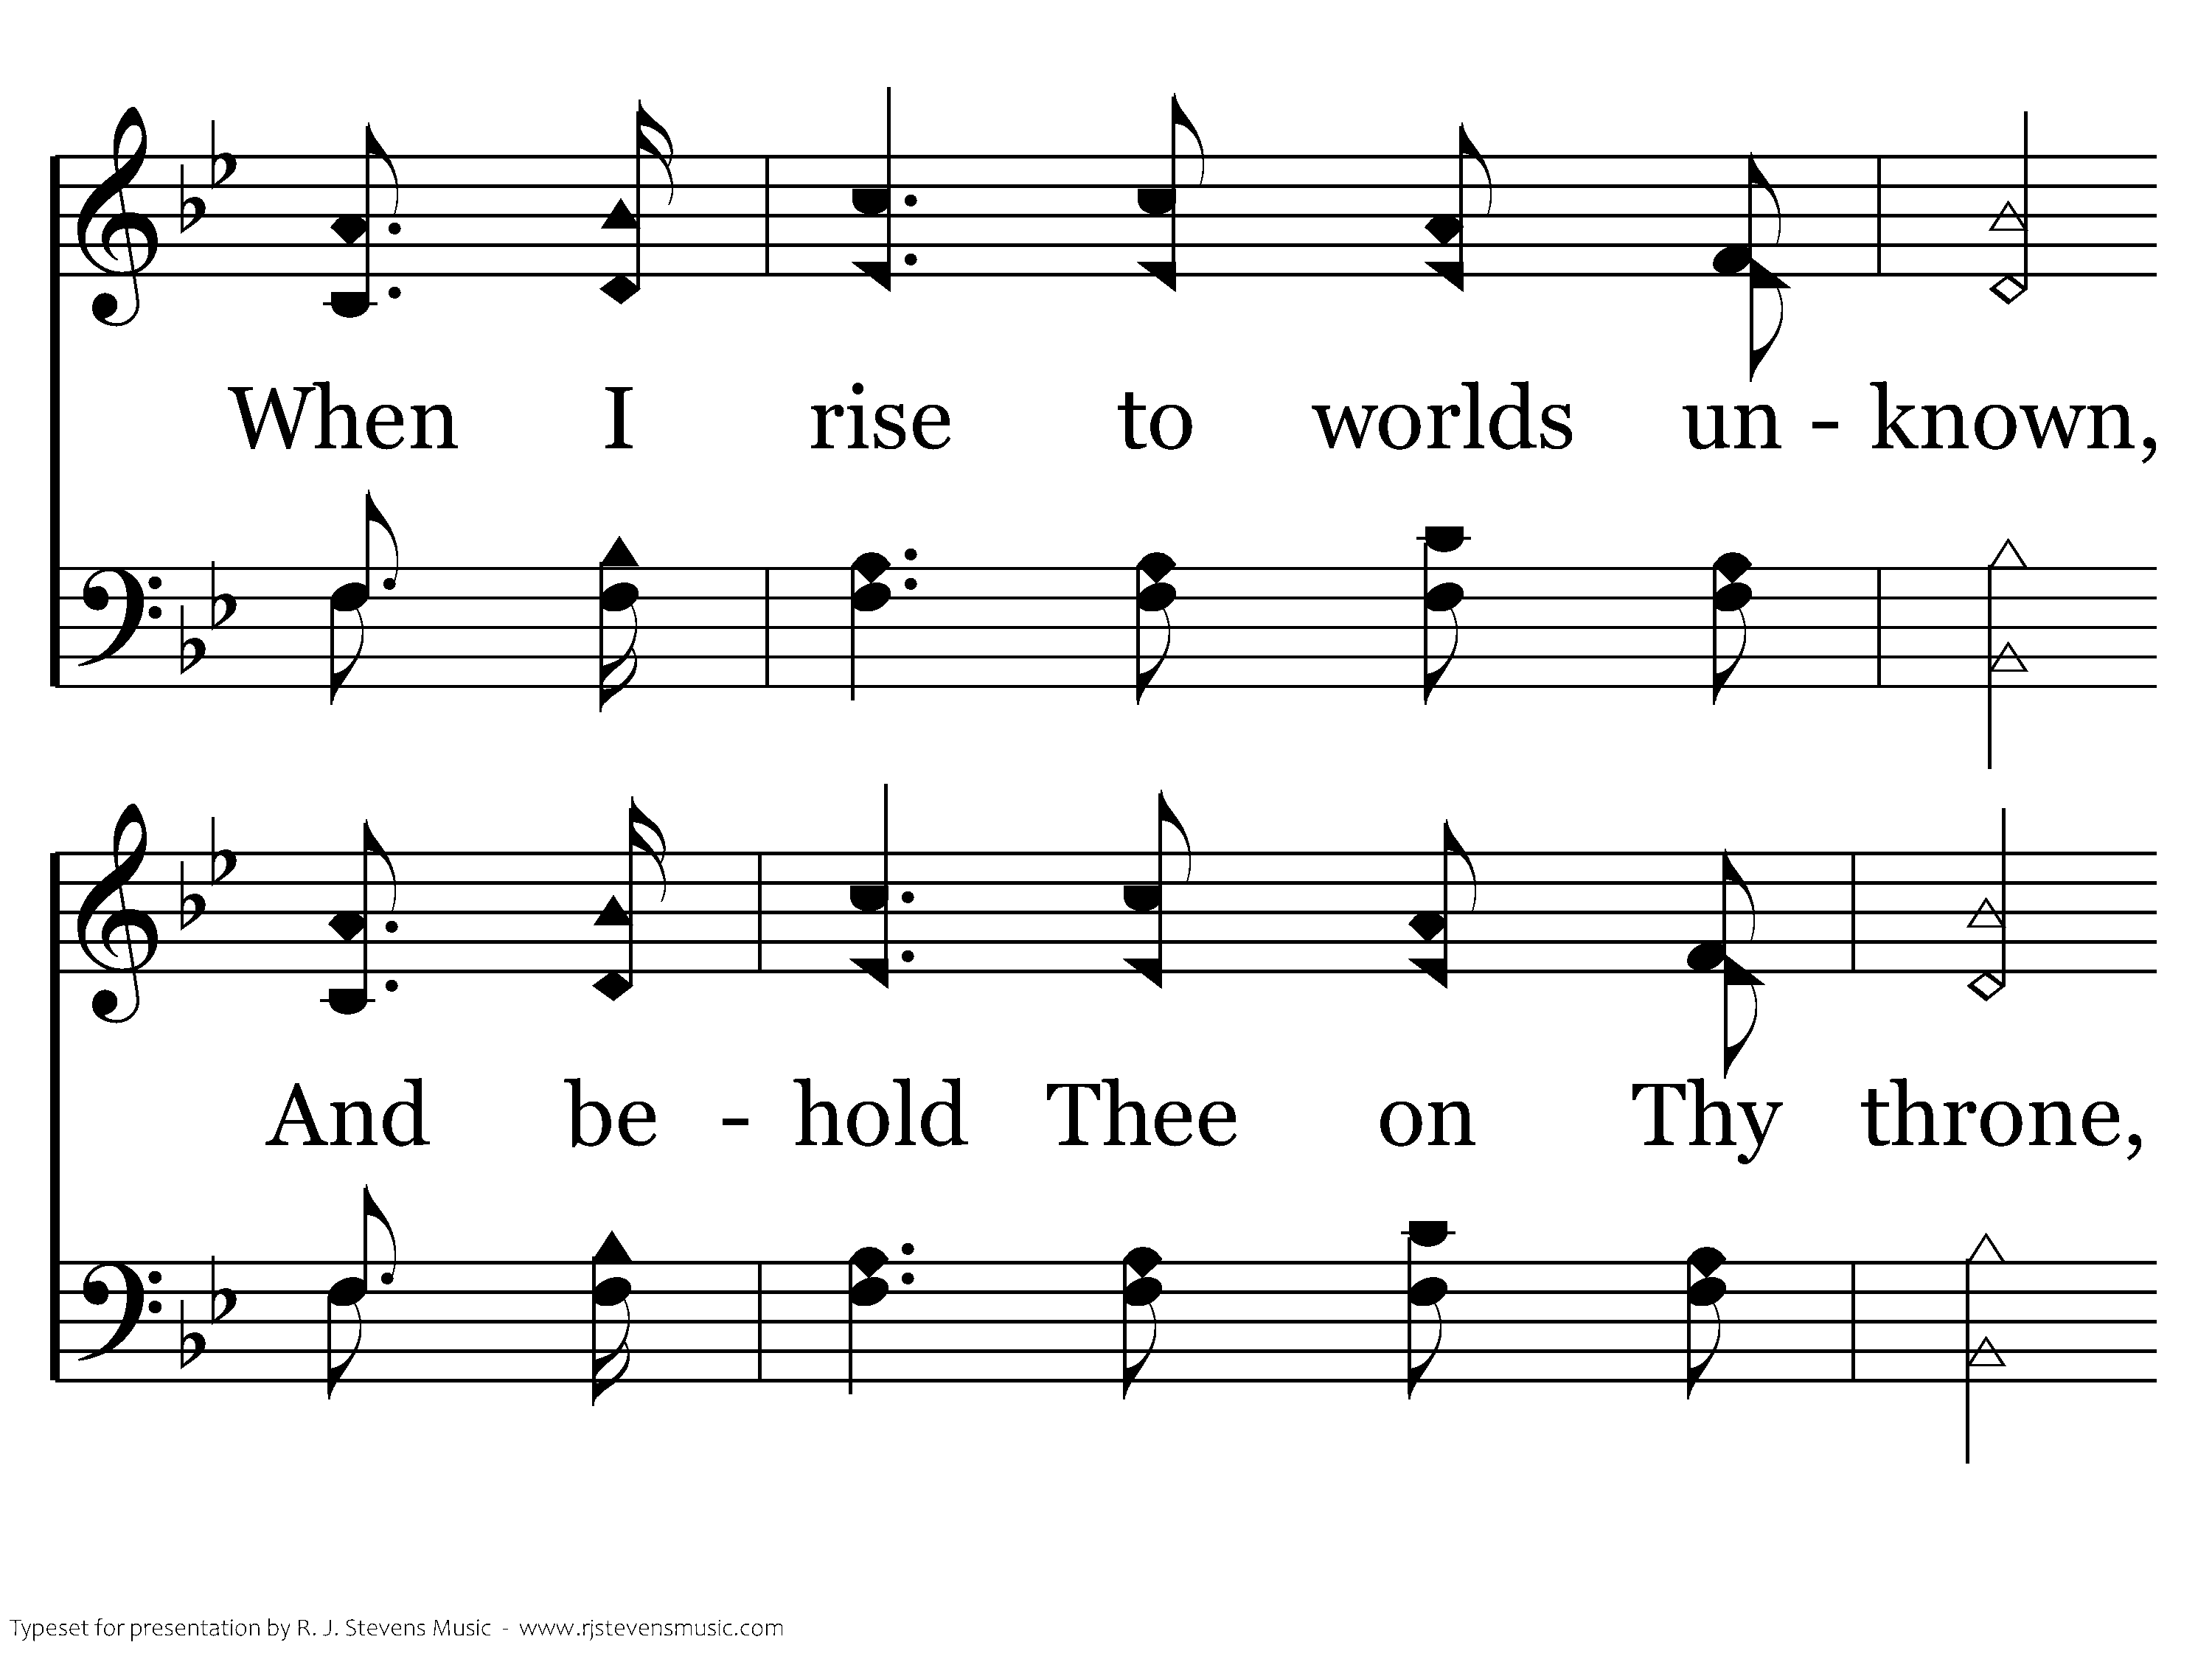 When I rise to worlds un - known,
And be - hold Thee on Thy throne,
Typeset for presentation by R. J. Stevens Music - www.rjstevensmusic.com